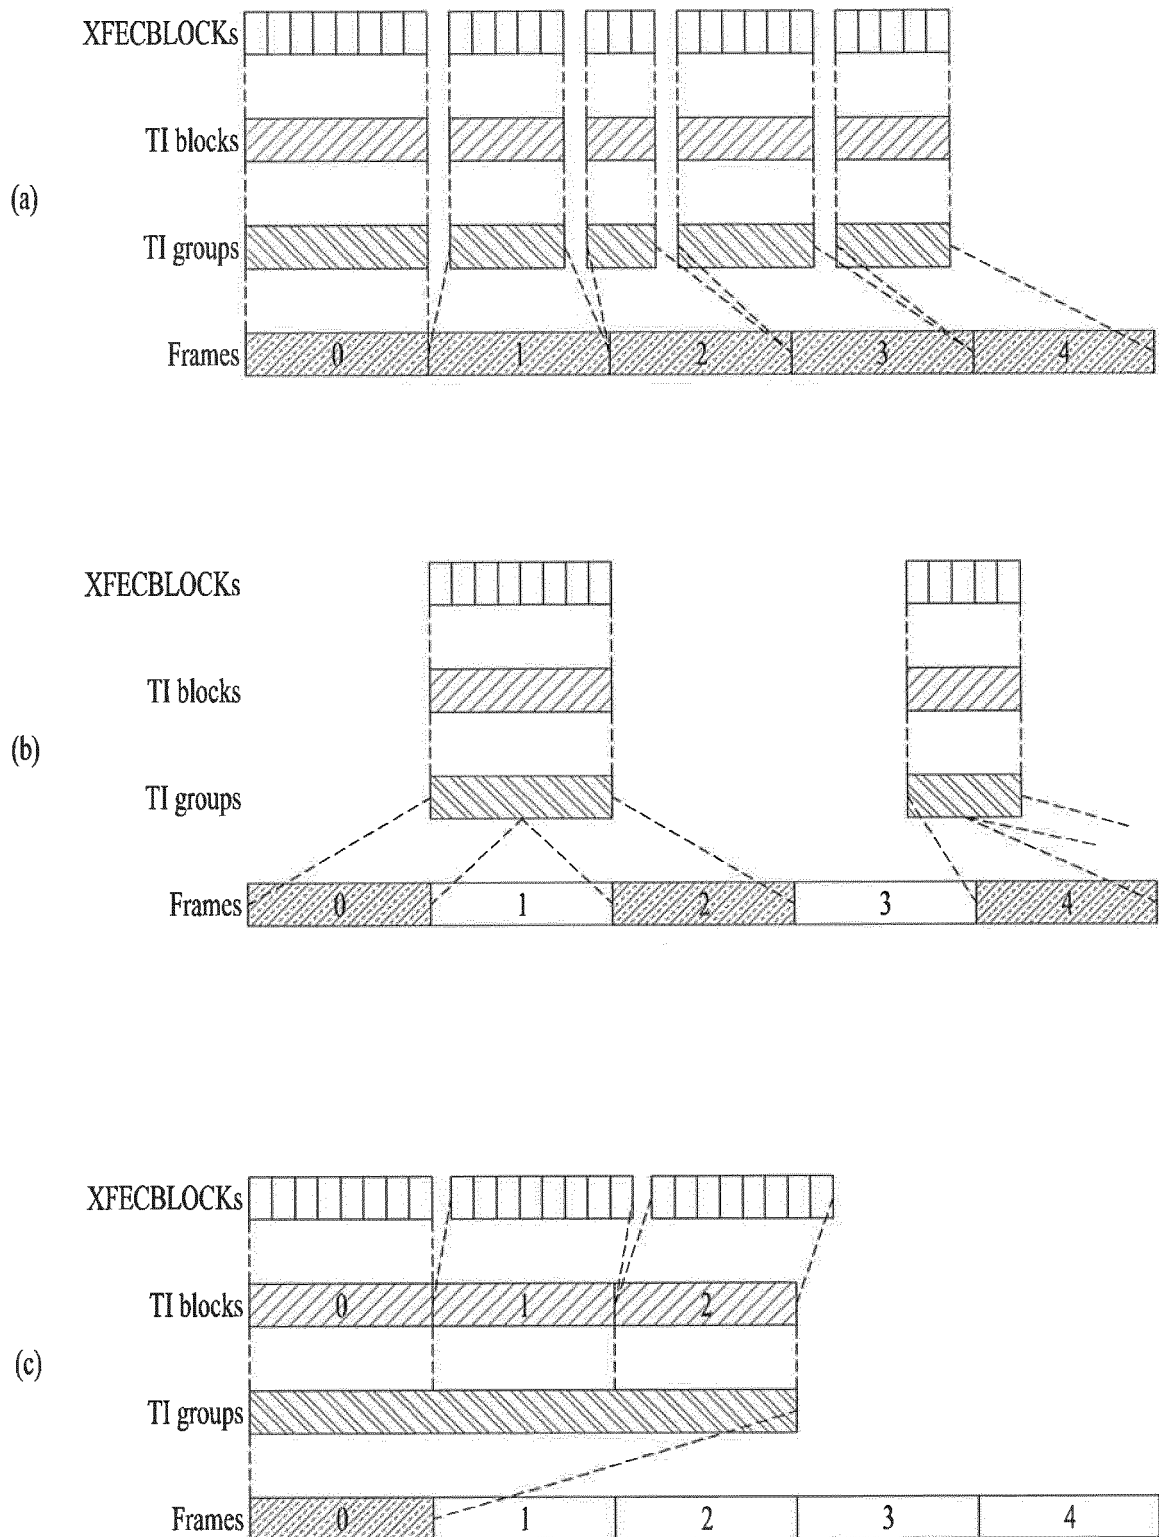 XFECBLOCKs
TI blocks
(a)
TI groups
Frames 0 1 2 3 4
XFECBLOCKs
TI blocks
(b)
TI groups
Frames 0 1 2 3 4
XFECBLOCKs
TI blocks 0 1 2
(c)
TI groups
Frames 0 1 2 3 4